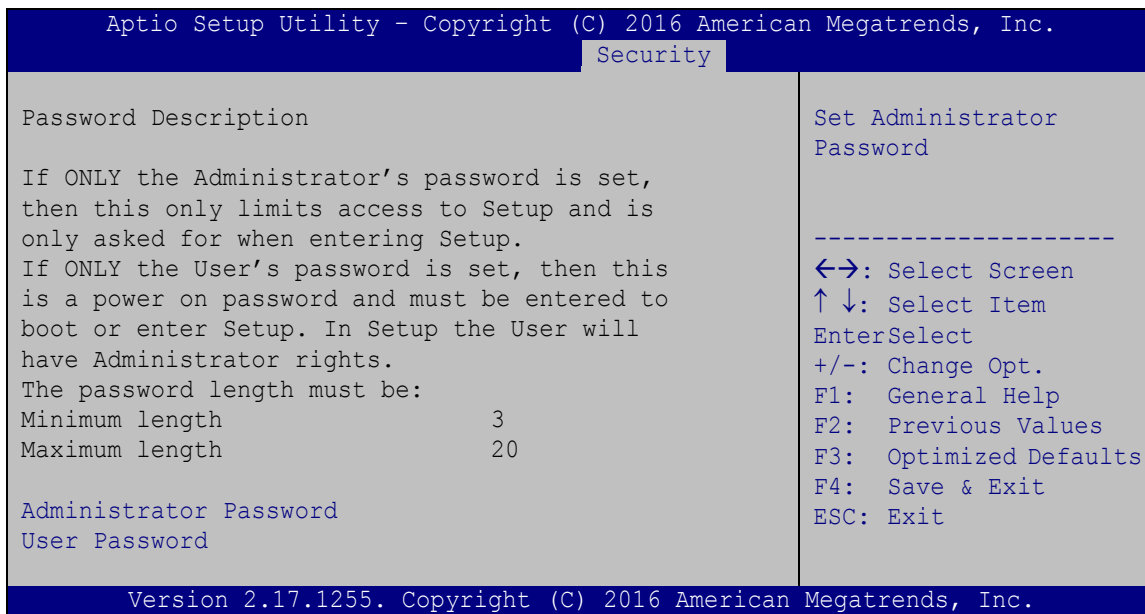 Aptio Setup Utility – Copyright (C) 2016 American Megatrends, Inc.
Security
Password Description
If ONLY the Administrator’s password is set,
then this only limits access to Setup and is
only asked for when entering Setup.
If ONLY the User’s password is set, then this
is a power on password and must be entered to
boot or enter Setup. In Setup the User will
have Administrator rights.
The password length must be:
Minimum length 3
Maximum length 20
Administrator Password
User Password
Set Administrator
Password
---------------------
←→: Select Screen
↑ ↓: Select Item
EnterSelect
+/-: Change Opt.
F1: General Help
F2: Previous Values
F3: Optimized Defaults
F4: Save & Exit
ESC: Exit
Version 2.17.1255. Copyright (C) 2016 American Megatrends, Inc.